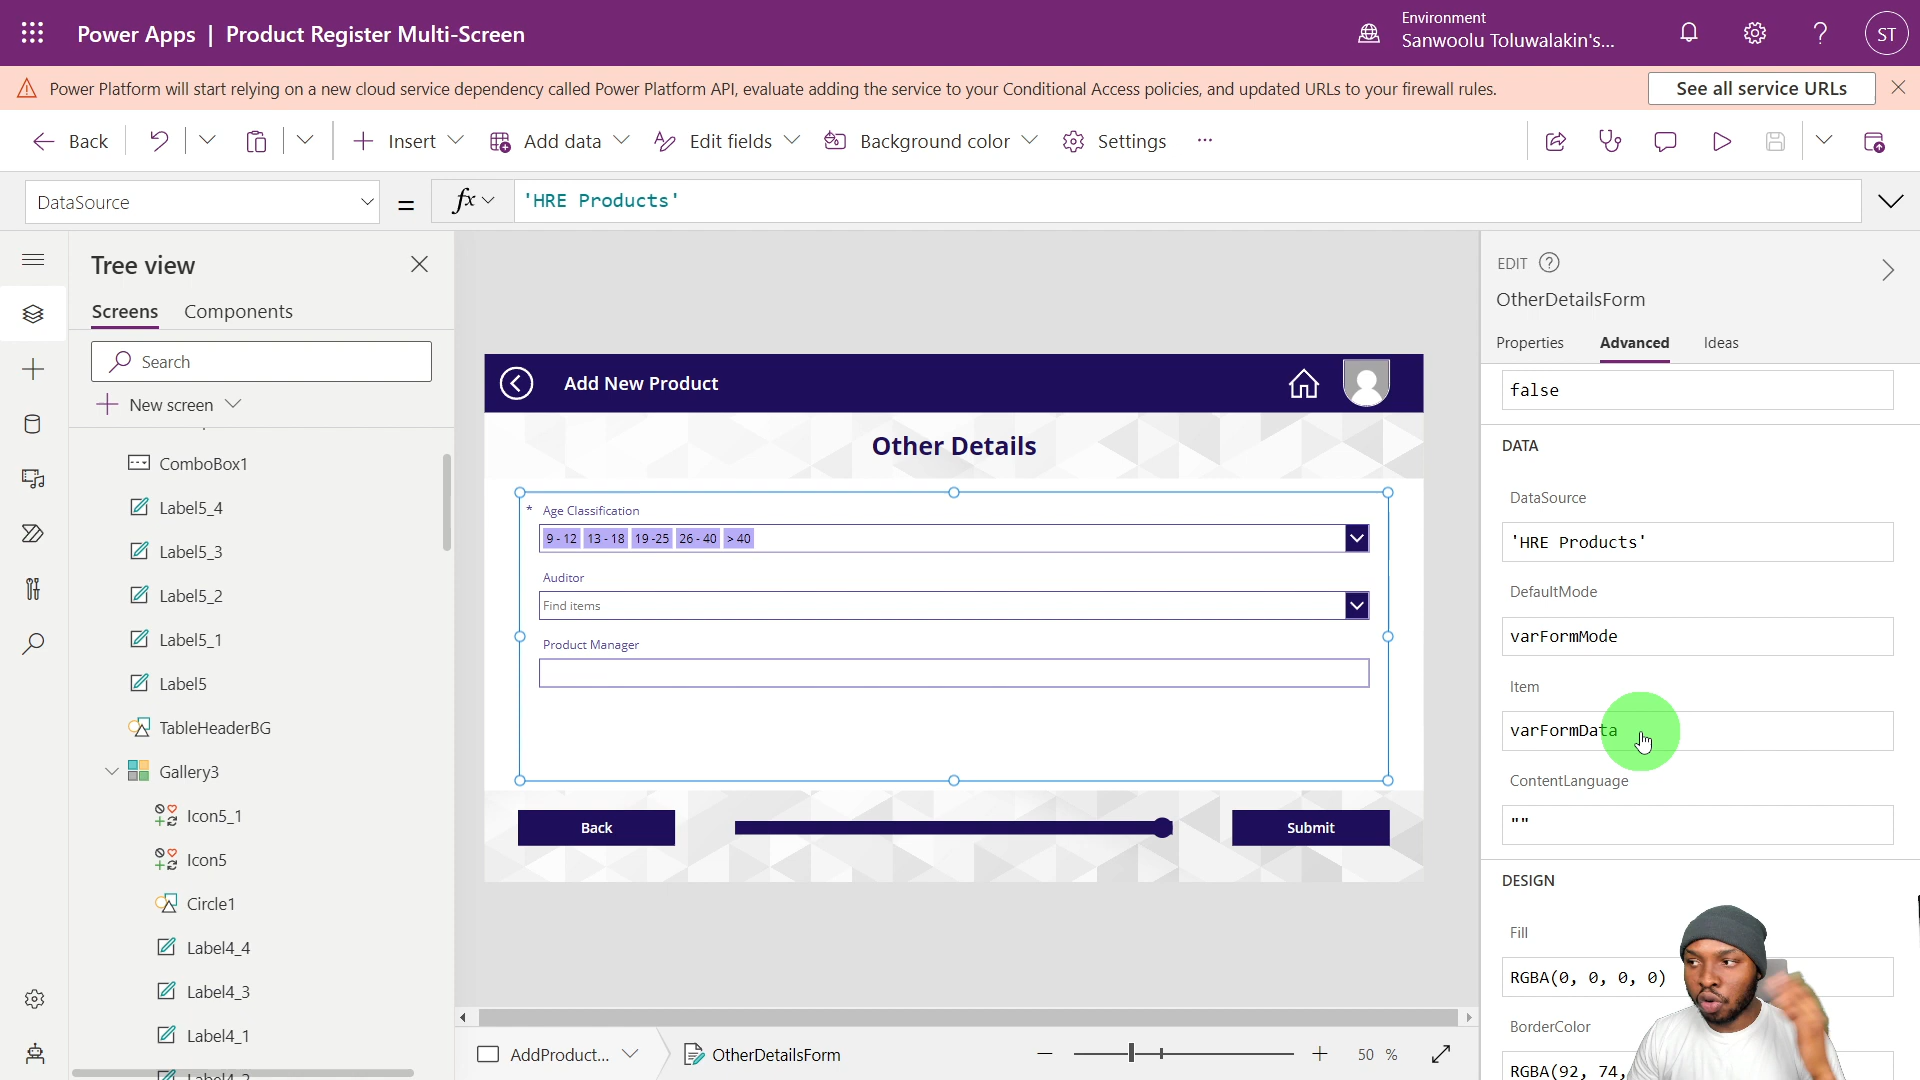 Power Apps | Product Register Multi-Screen
Environment
Sanwoolu Toluwalakin's...
ST
Power Platform will start relying on a new cloud service dependency called Power Platform API, evaluate adding the service to your Conditional Access policies, and updated URLs to your firewall rules.
See all service URLs
Back
Insert
Add data
Edit fields
Background color
Settings
DataSource
=
fx
'HRE Products'
Tree view
Screens
Components
Search
New screen
ComboBox1
Label5_4
Label5_3
Label5_2
Label5_1
Label5
TableHeaderBG
Gallery3
Icon5_1
Icon5
Circle1
Label4_4
Label4_3
Label4_1
Label4_2
Add New Product
Other Details
* Age Classification
9 - 12
13 - 18
19 -25
26 - 40
> 40
Auditor
Find items
Product Manager
Back
Submit
AddProduct...
OtherDetailsForm
50 %
EDIT
OtherDetailsForm
Properties
Advanced
Ideas
false
DATA
DataSource
'HRE Products'
DefaultMode
varFormMode
Item
varFormData
ContentLanguage
""
DESIGN
Fill
RGBA(0, 0, 0, 0)
BorderColor
RGBA(92, 74,